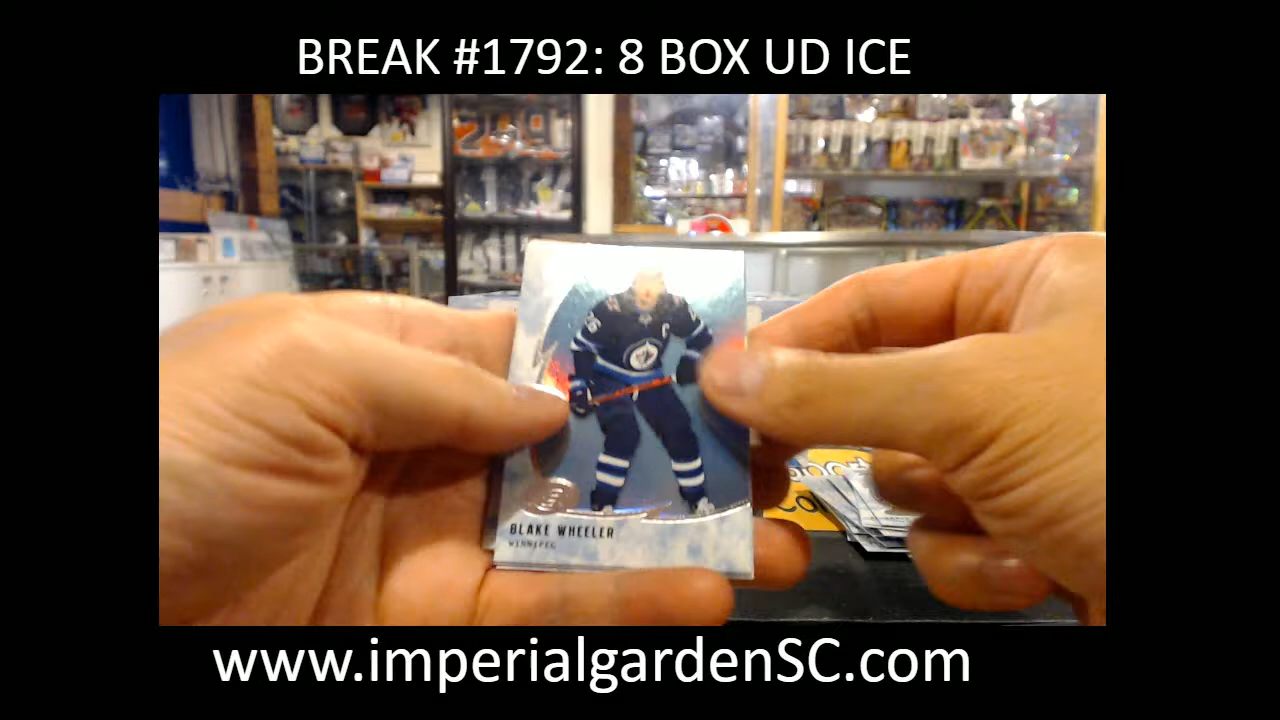 BREAK #1792: 8 BOX UD ICE
BLAKE WHEELER
WINNIPEG
www.imperialgardenSC.com